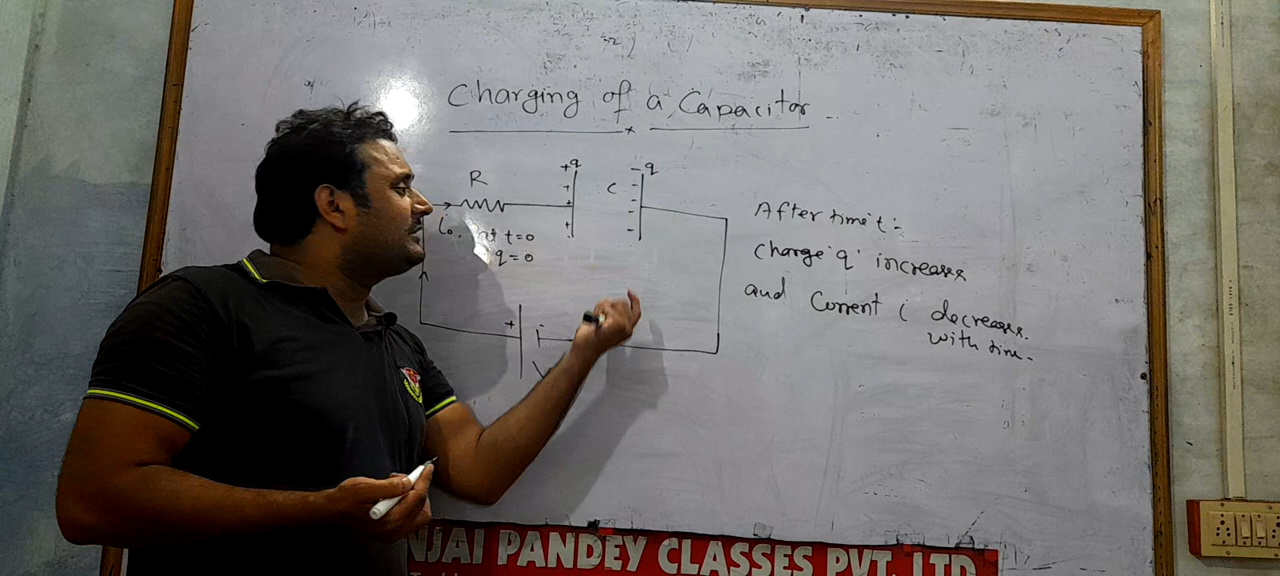 Charging of a Capacitor
+q
-q
R
C
i₀, at t=0
q=0
+ -
V
After time 't':
Charge 'q' increases
and Current i decreases
with time.
NJAI PANDEY CLASSES PVT. LTD